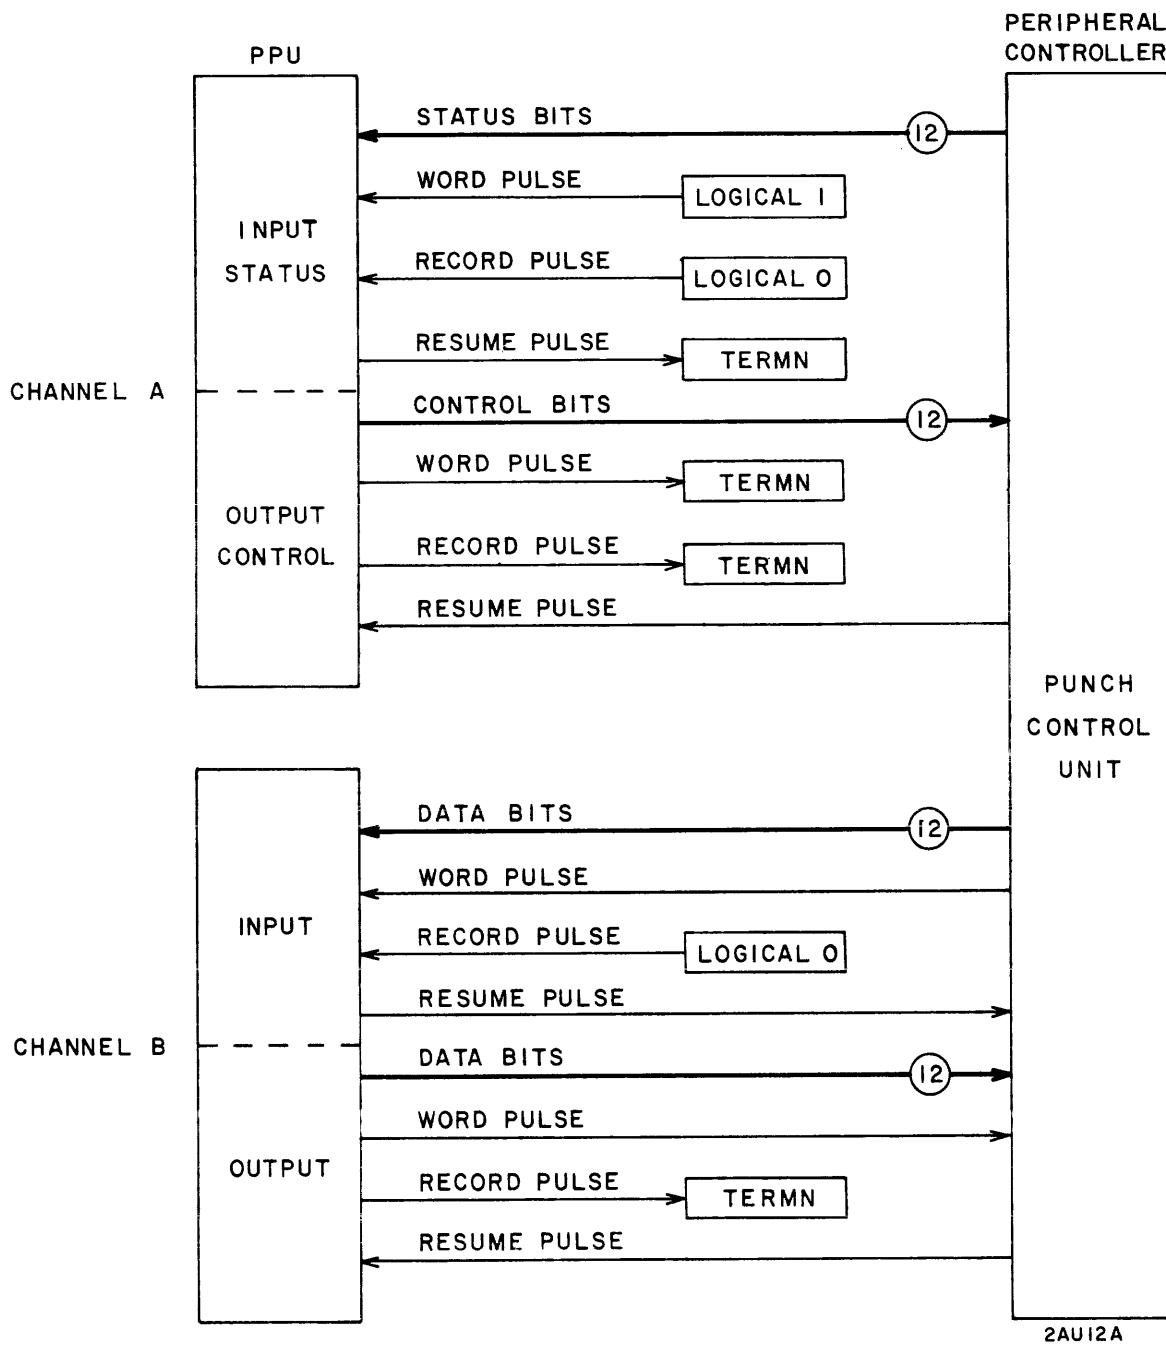 PERIPHERAL
CONTROLLER
PPU
STATUS BITS
12
WORD PULSE
LOGICAL 1
INPUT
STATUS
RECORD PULSE
LOGICAL 0
RESUME PULSE
TERMN
CHANNEL A
CONTROL BITS
12
WORD PULSE
TERMN
OUTPUT
CONTROL
RECORD PULSE
TERMN
RESUME PULSE
PUNCH
CONTROL
UNIT
DATA BITS
12
WORD PULSE
INPUT
RECORD PULSE
LOGICAL 0
RESUME PULSE
CHANNEL B
DATA BITS
12
WORD PULSE
OUTPUT
RECORD PULSE
TERMN
RESUME PULSE
2AU12A